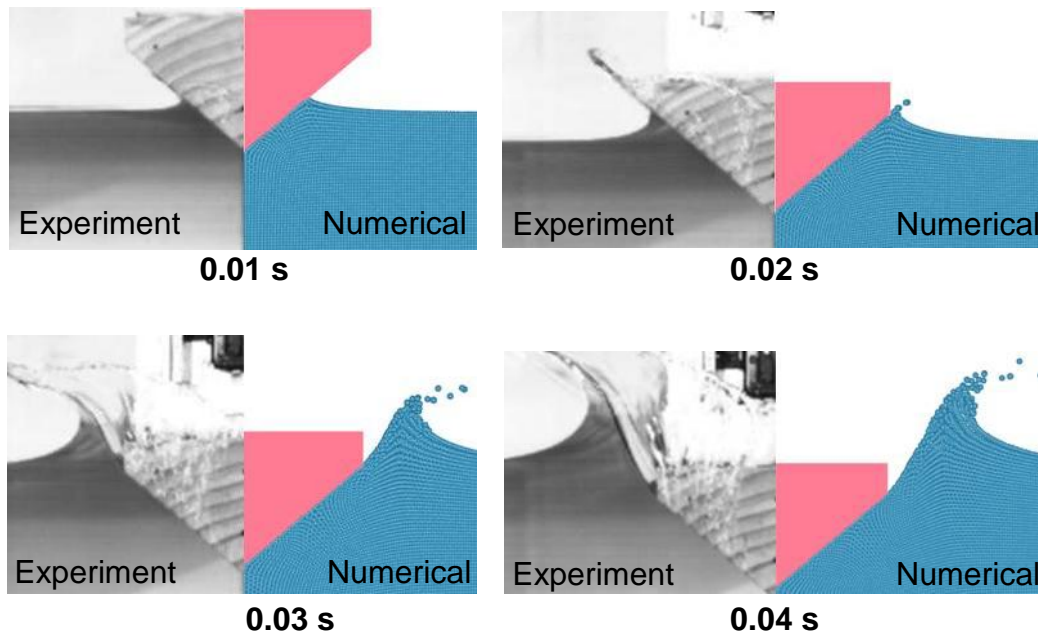 Experiment Numerical
0.01 s
Experiment Numerical
0.02 s
Experiment Numerical
0.03 s
Experiment Numerical
0.04 s